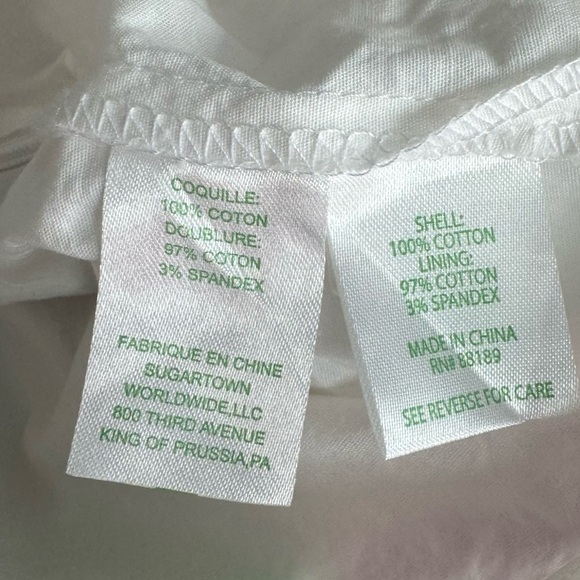 COQUILLE:
100% COTON
DOUBLURE:
97% COTON
3% SPANDEX
FABRIQUE EN CHINE
SUGARTOWN
WORLDWIDE,LLC
800 THIRD AVENUE
KING OF PRUSSIA,PA
SHELL:
100% COTTON
LINING:
97% COTTON
3% SPANDEX
MADE IN CHINA
RN# 88189
SEE REVERSE FOR CARE